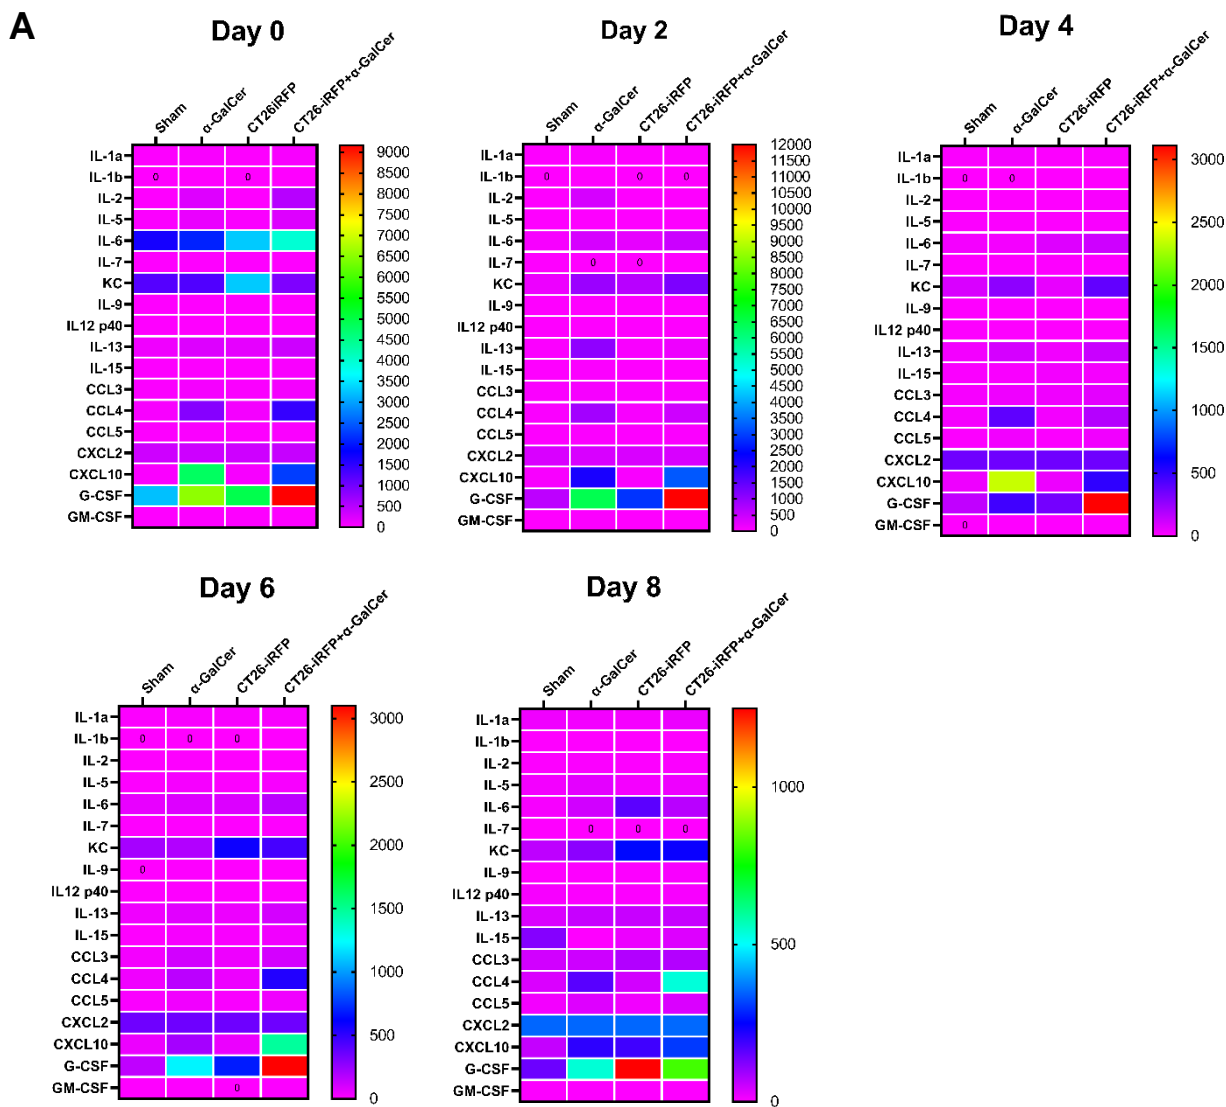 A
Day 0
Sham
α-GalCer
CT26iRFP
CT26-iRFP+α-GalCer
IL-1a
IL-1b
0
0
IL-2
IL-5
IL-6
IL-7
KC
IL-9
IL12 p40
IL-13
IL-15
CCL3
CCL4
CCL5
CXCL2
CXCL10
G-CSF
GM-CSF
9000
8500
8000
7500
7000
6500
6000
5500
5000
4500
4000
3500
3000
2500
2000
1500
1000
500
0
Day 2
Sham
α-GalCer
CT26-iRFP
CT26-iRFP+α-GalCer
IL-1a
IL-1b
0
0
0
IL-2
IL-5
IL-6
IL-7
0
0
KC
IL-9
IL12 p40
IL-13
IL-15
CCL3
CCL4
CCL5
CXCL2
CXCL10
G-CSF
GM-CSF
12000
11500
11000
10500
10000
9500
9000
8500
8000
7500
7000
6500
6000
5500
5000
4500
4000
3500
3000
2500
2000
1500
1000
500
0
Day 4
Sham
α-GalCer
CT26-iRFP
CT26-iRFP+α-GalCer
IL-1a
IL-1b
0
0
IL-2
IL-5
IL-6
IL-7
KC
IL-9
IL12 p40
IL-13
IL-15
CCL3
CCL4
CCL5
CXCL2
CXCL10
G-CSF
GM-CSF
0
3000
2500
2000
1500
1000
500
0
Day 6
Sham
α-GalCer
CT26-iRFP
CT26-iRFP+α-GalCer
IL-1a
IL-1b
0
0
0
IL-2
IL-5
IL-6
IL-7
KC
IL-9
0
IL12 p40
IL-13
IL-15
CCL3
CCL4
CCL5
CXCL2
CXCL10
G-CSF
GM-CSF
0
3000
2500
2000
1500
1000
500
0
Day 8
Sham
α-GalCer
CT26-iRFP
CT26-iRFP+α-GalCer
IL-1a
IL-1b
IL-2
IL-5
IL-6
IL-7
0
0
0
KC
IL-9
IL12 p40
IL-13
IL-15
CCL3
CCL4
CCL5
CXCL2
CXCL10
G-CSF
GM-CSF
1000
500
0